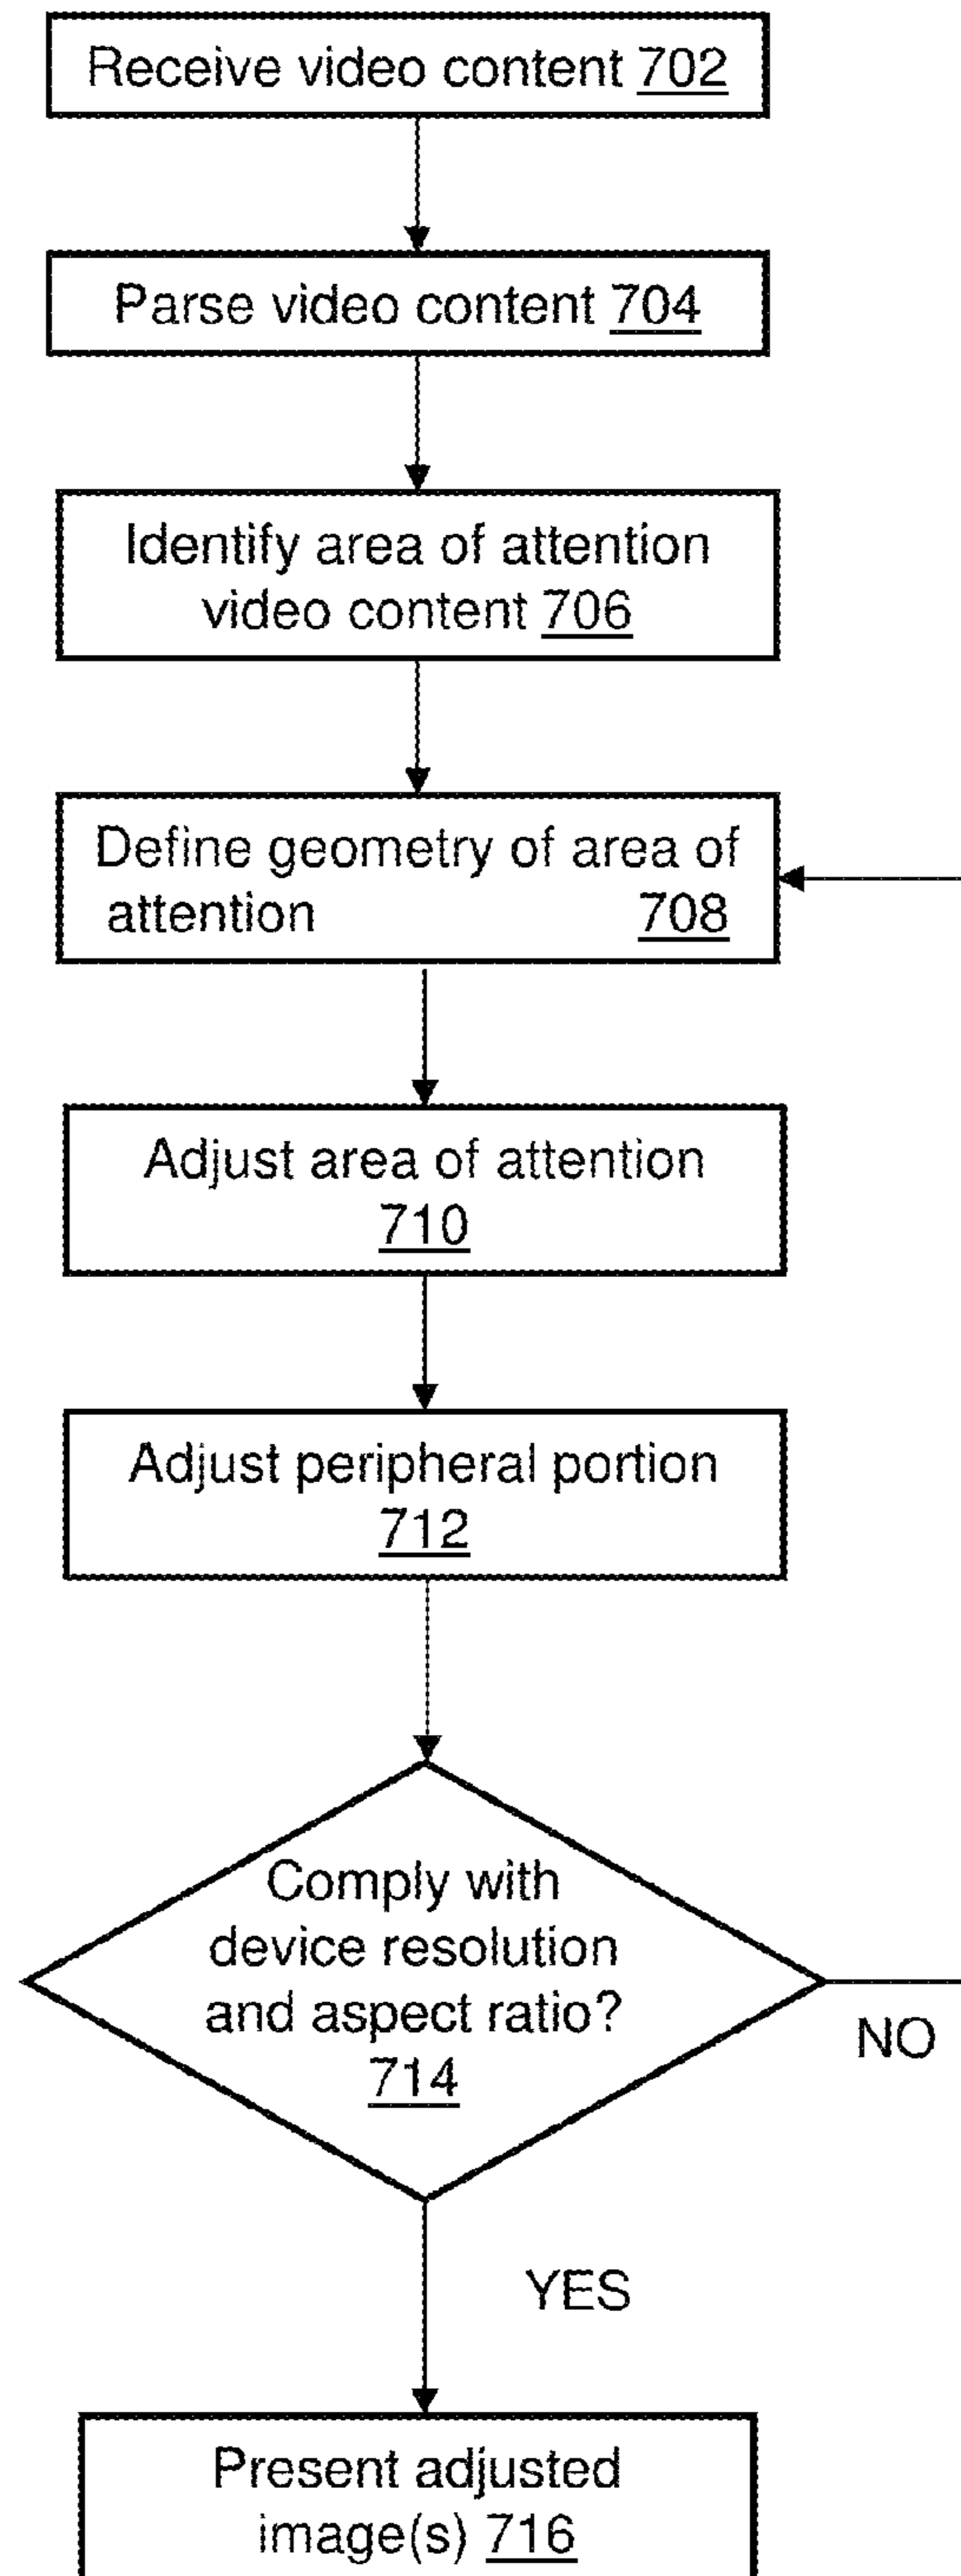 Receive video content 702
Parse video content 704
Identify area of attention
video content 706
Define geometry of area of
attention 708
Adjust area of attention
710
Adjust peripheral portion
712
Comply with
device resolution
and aspect ratio?
714
NO
YES
Present adjusted
image(s) 716